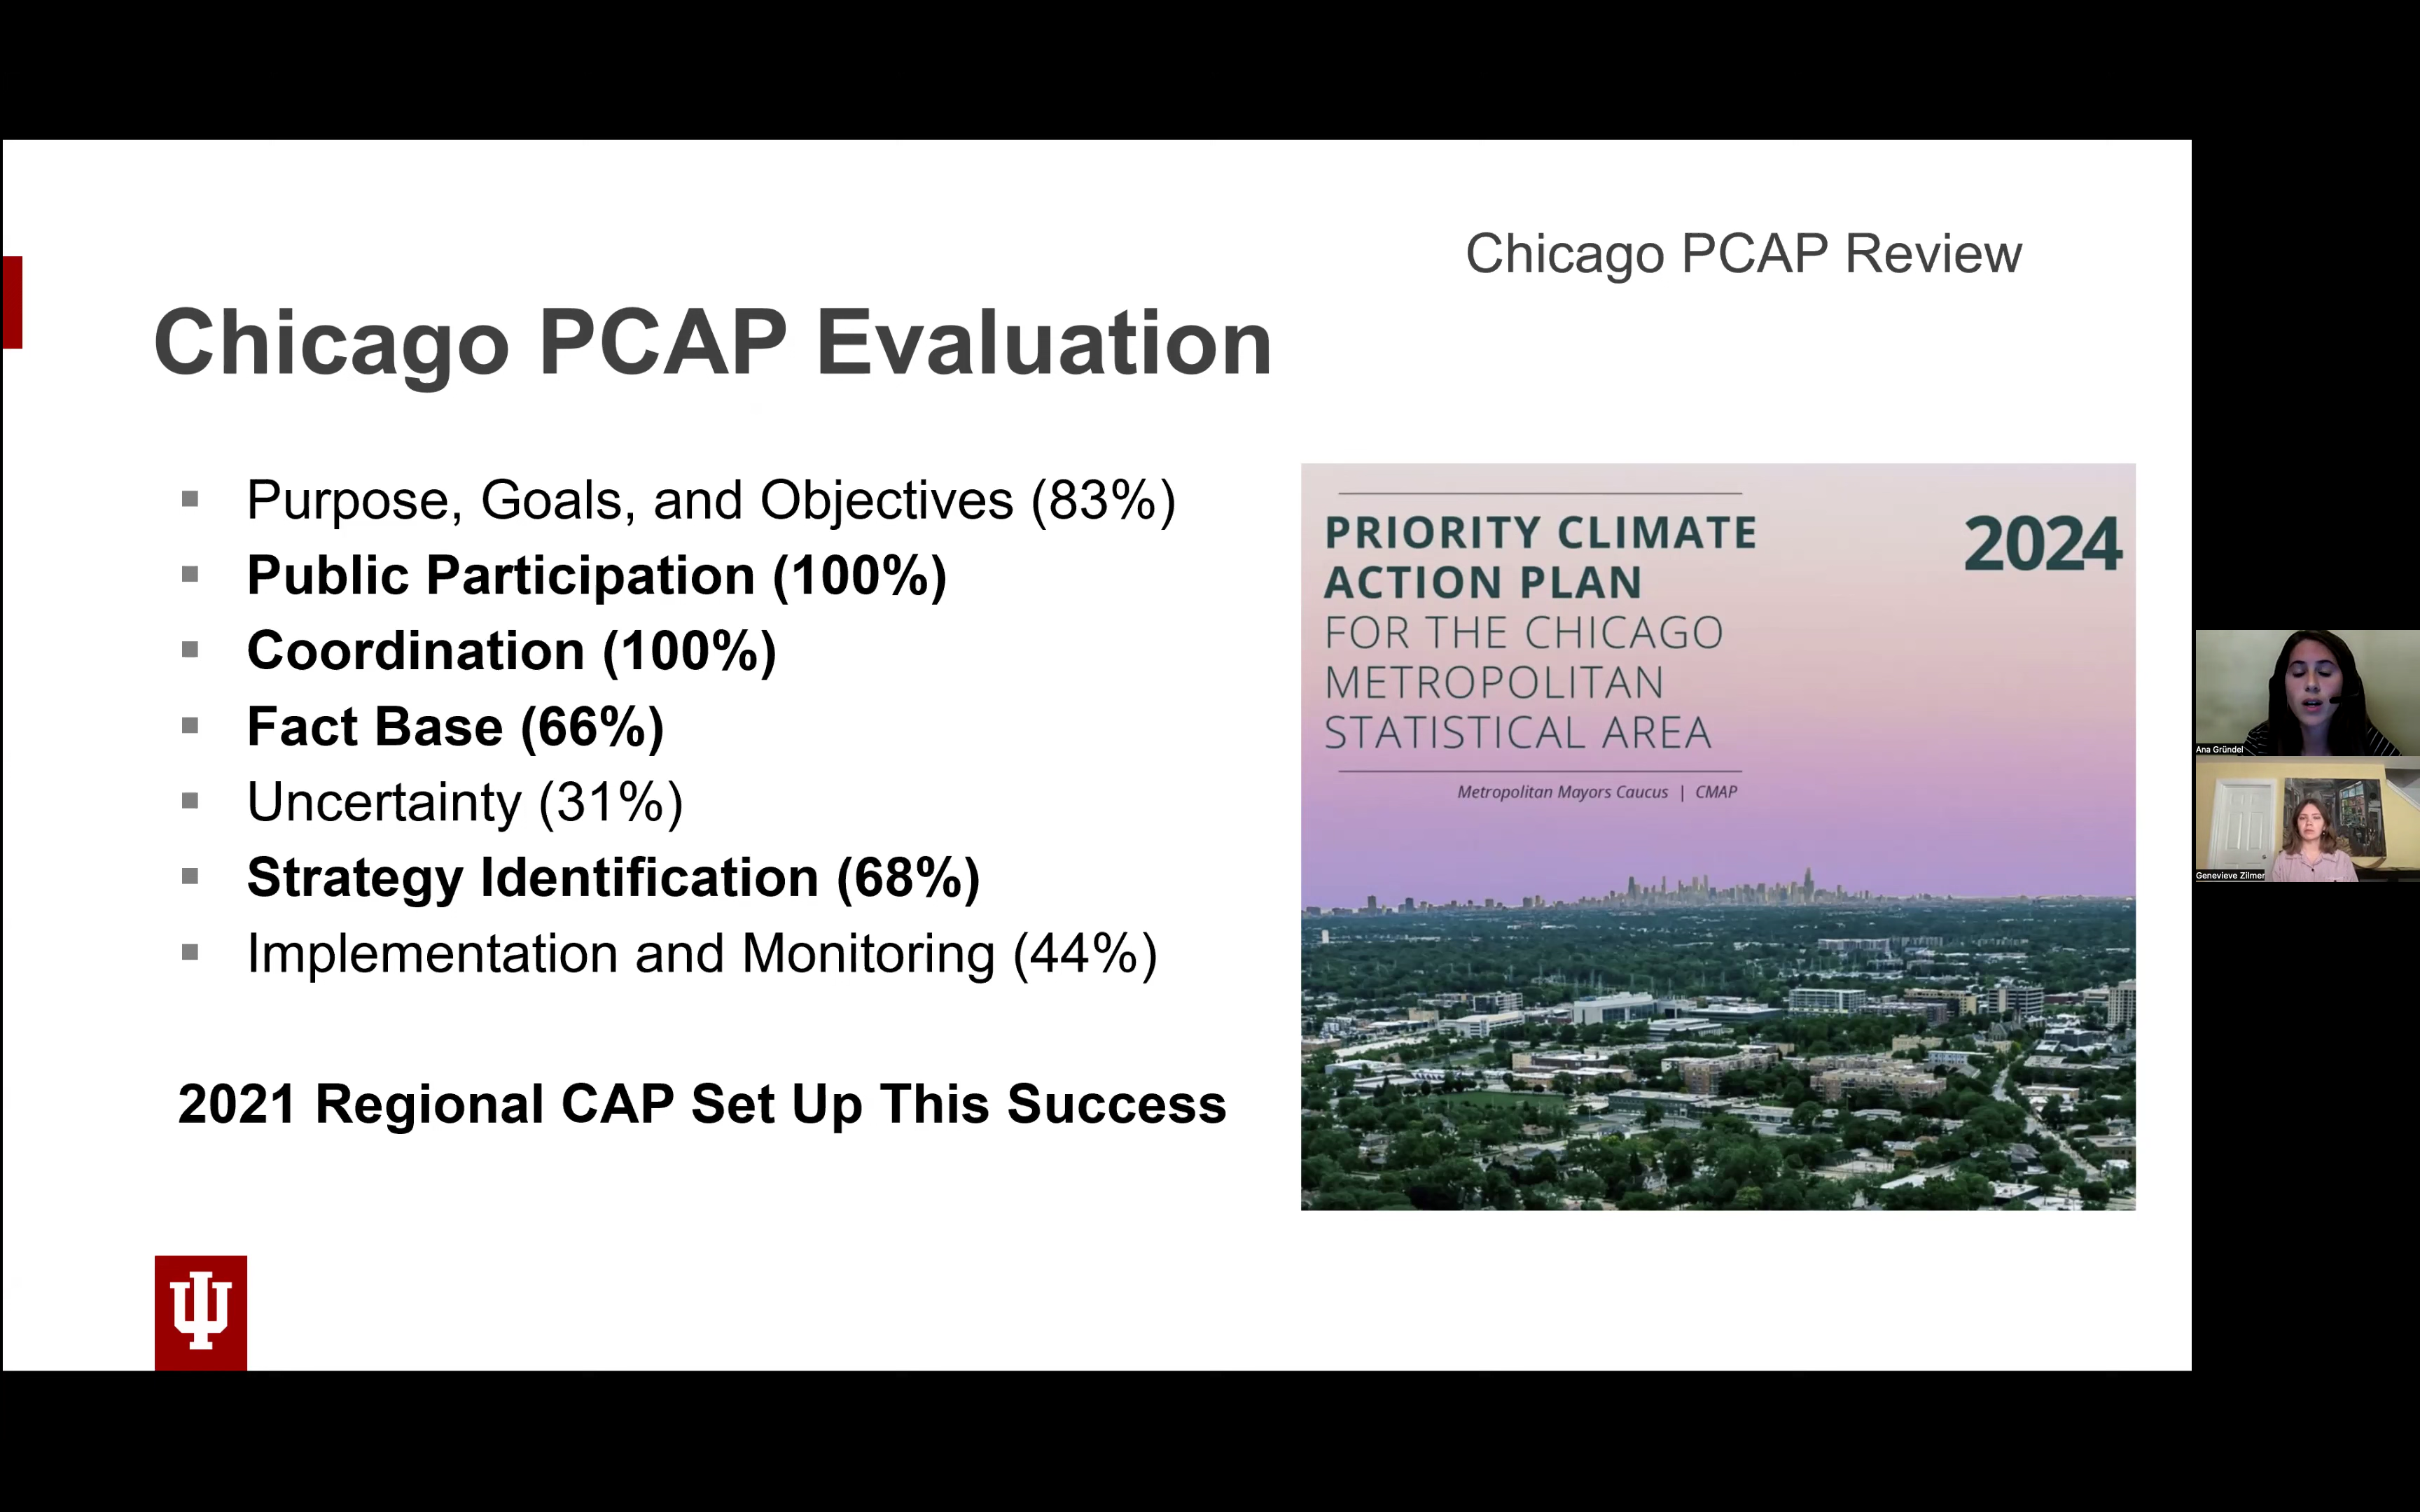 Chicago PCAP Review
Chicago PCAP Evaluation
Purpose, Goals, and Objectives (83%)
Public Participation (100%)
Coordination (100%)
Fact Base (66%)
Uncertainty (31%)
Strategy Identification (68%)
Implementation and Monitoring (44%)
2021 Regional CAP Set Up This Success
PRIORITY CLIMATE
ACTION PLAN
FOR THE CHICAGO
METROPOLITAN
STATISTICAL AREA
Metropolitan Mayors Caucus | CMAP
2024
Ana Gründel
Genevieve Zilmer